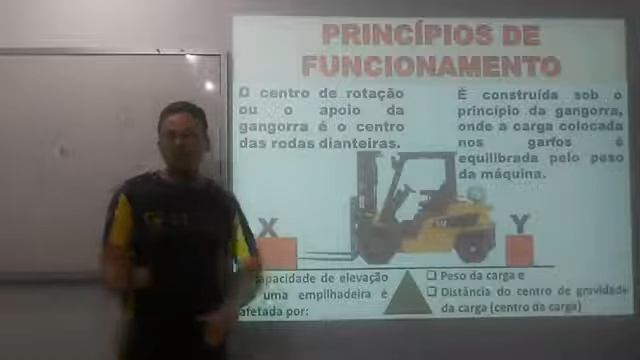 PRINCÍPIOS DE
FUNCIONAMENTO
O centro de rotação
ou o apoio da
gangorra é o centro
das rodas dianteiras.
É construída sob o
princípio da gangorra,
onde a carga colocada
nos garfos é
equilibrada pelo peso
da máquina.
X
Y
capacidade de elevação
uma empilhadeira é
afetada por:
❑ Peso da carga e
❑ Distância do centro de gravidade
da carga (centro da carga)